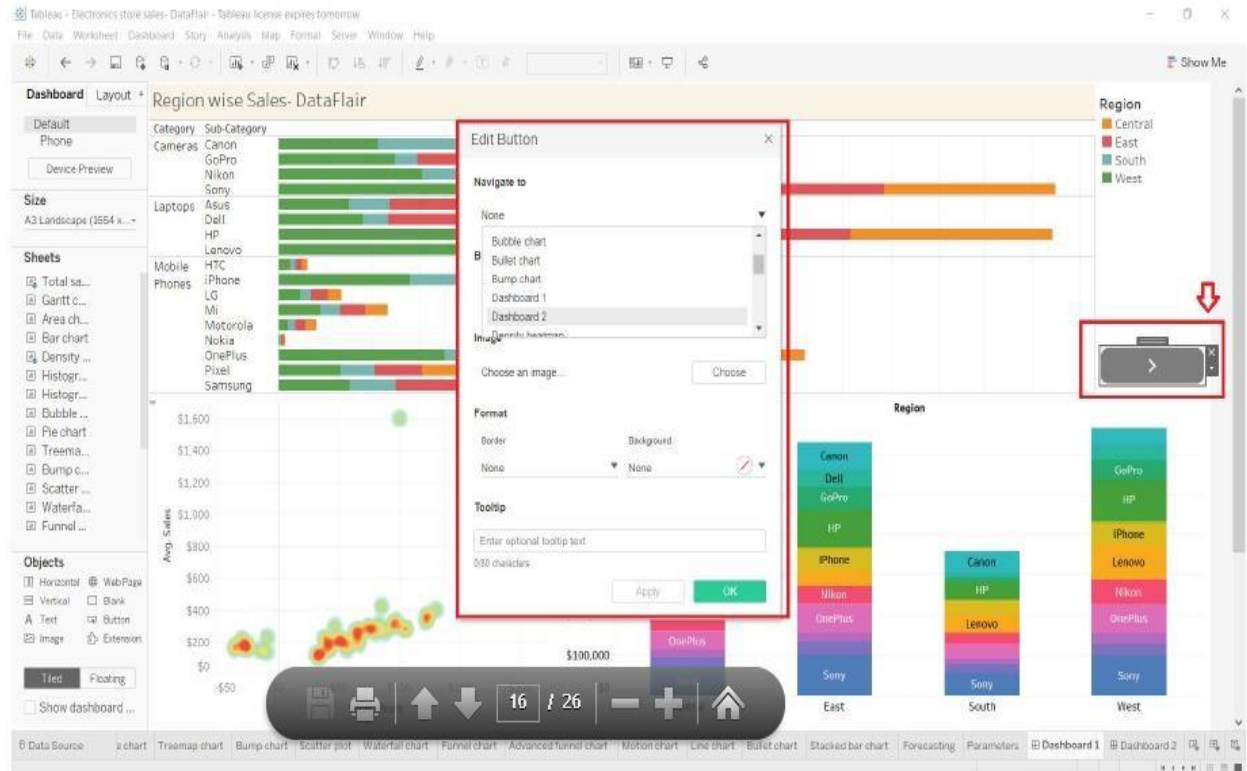 Tableau - Electronics store sales- DataFlair - Tableau license expires tomorrow
File Data Worksheet Dashboard Story Analysis Map Format Server Window Help
Show Me
Dashboard Layout
Default
Phone
Device Preview
Size
A3 Landscape (1654 x...
Sheets
Total sa...
Gantt c...
Area ch...
Bar chart
Density ...
Histogr...
Histogr...
Bubble ...
Pie chart
Treema...
Bump c...
Scatter ...
Waterfa...
Funnel ...
Objects
Horizontal Web Page
Vertical Blank
A Text Button
Image Extension
Tiled Floating
Show dashboard ...
Region wise Sales- DataFlair
Category Sub-Category
Cameras Canon
GoPro
Nikon
Sony
Laptops Asus
Dell
HP
Lenovo
Mobile Phones HTC
iPhone
LG
Mi
Motorola
Nokia
OnePlus
Pixel
Samsung
Region
Central
East
South
West
Edit Button
Navigate to
None
Bubble chart
Bullet chart
Bump chart
Dashboard 1
Dashboard 2
Density heatmap
B
Image
Choose an image...
Choose
Format
Border Background
None None
Tooltip
Enter optional tooltip text
0/80 characters
Apply OK
Avg. Sales
$1,600
$1,400
$1,200
$1,000
$800
$600
$400
$200
$0
-$50
Region
$100,000
OnePlus
Canon
Dell
GoPro
HP
iPhone
Nikon
OnePlus
Sony
East
Canon
HP
Lenovo
Sony
South
GoPro
HP
iPhone
Lenovo
Nikon
OnePlus
Sony
West
16 / 26
Data Source e chart Treemap chart Bump chart Scatter plot Waterfall chart Funnel chart Advanced funnel chart Motion chart Line chart Bullet chart Stacked bar chart Forecasting Parameters Dashboard 1 Dashboard 2